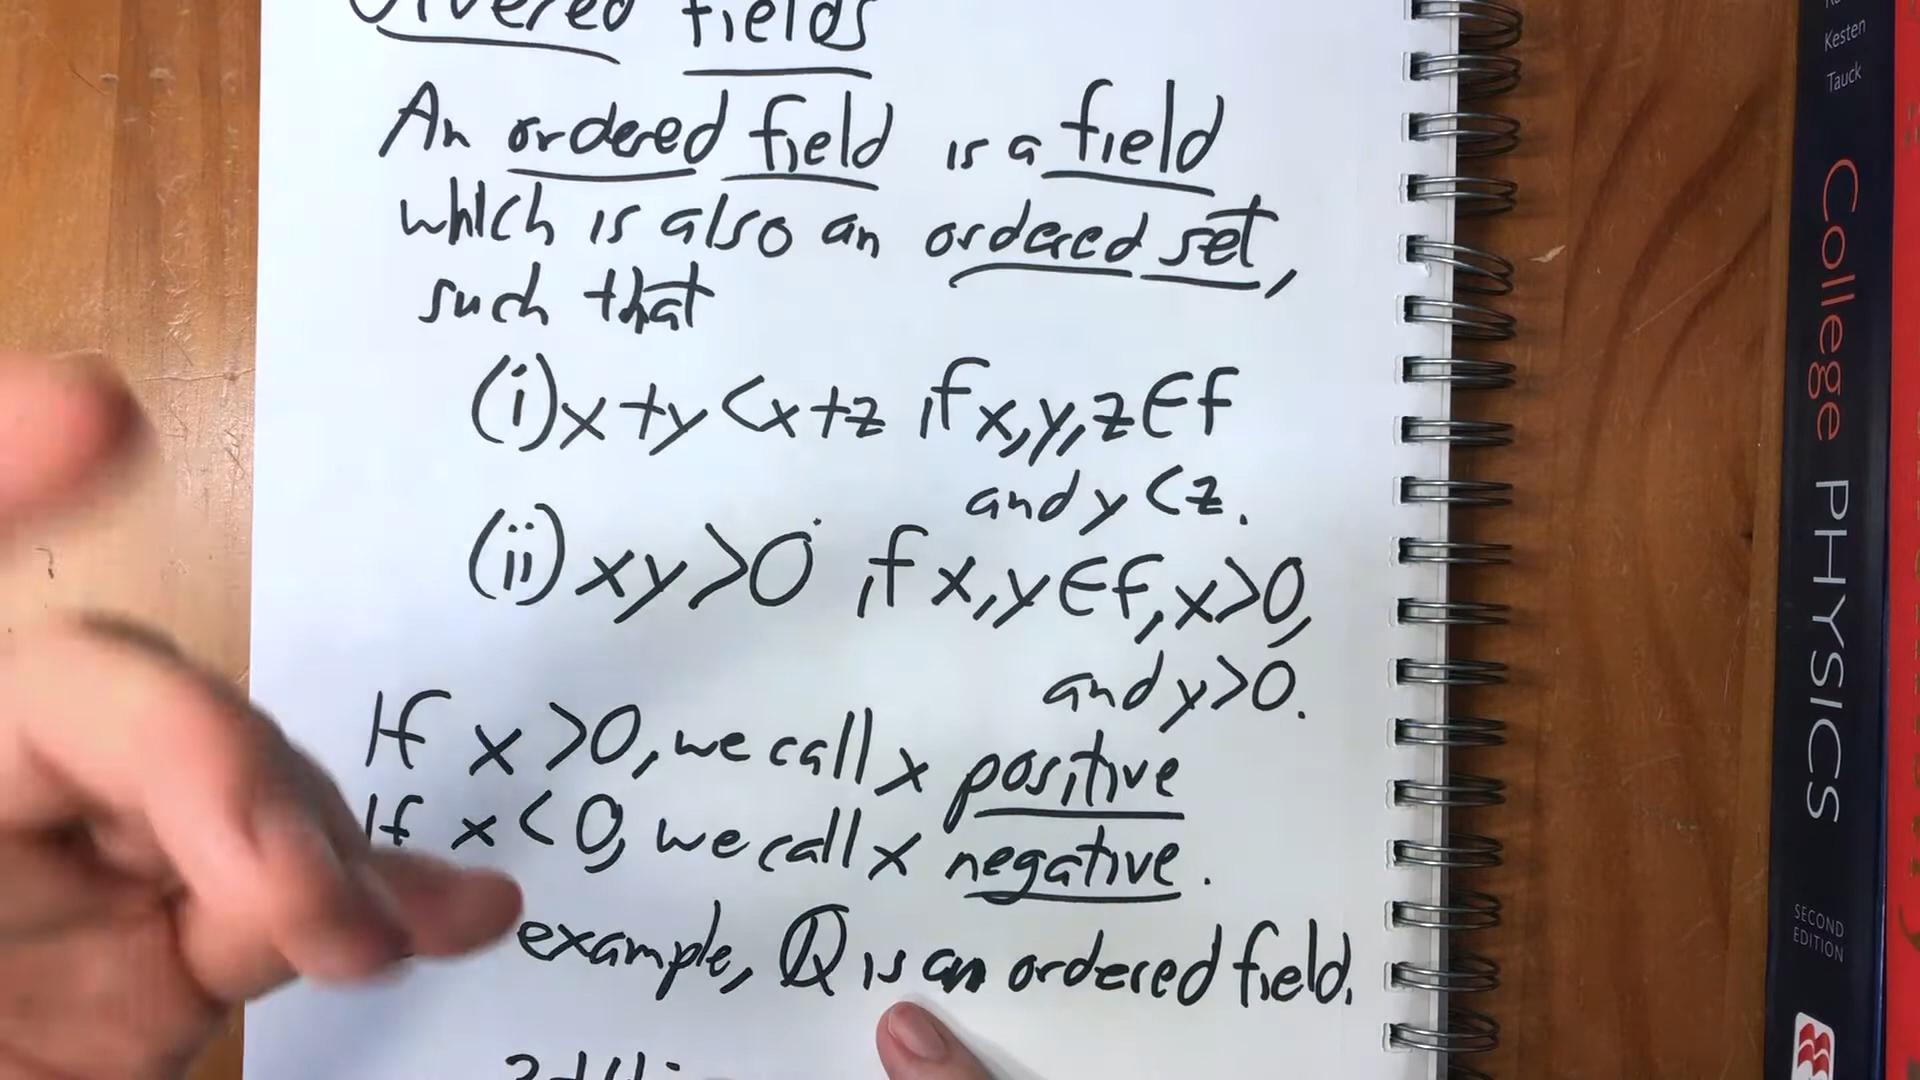 Ordered fields
An ordered field is a field
which is also an ordered set,
such that
(i) x+y<x+z if x,y,z∈F
and y<z.
(ii) xy>0 if x,y∈F, x>0,
and y>0.
If x>0, we call x positive
If x<0, we call x negative.
example, Q is an ordered field.
Kesten
Tauck
College PHYSICS
SECOND
EDITION